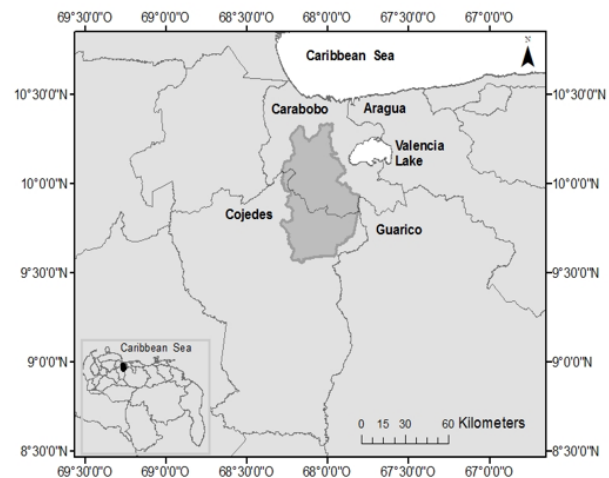 69°30'0"O 69°0'0"O 68°30'0"O 68°0'0"O 67°30'0"O 67°0'0"O
N
Caribbean Sea
10°30'0"N 10°30'0"N
Carabobo Aragua
Valencia
Lake
10°0'0"N 10°0'0"N
Cojedes
Guarico
9°30'0"N 9°30'0"N
Caribbean Sea
9°0'0"N 9°0'0"N
0 15 30 60 Kilometers
8°30'0"N 8°30'0"N
69°30'0"O 69°0'0"O 68°30'0"O 68°0'0"O 67°30'0"O 67°0'0"O